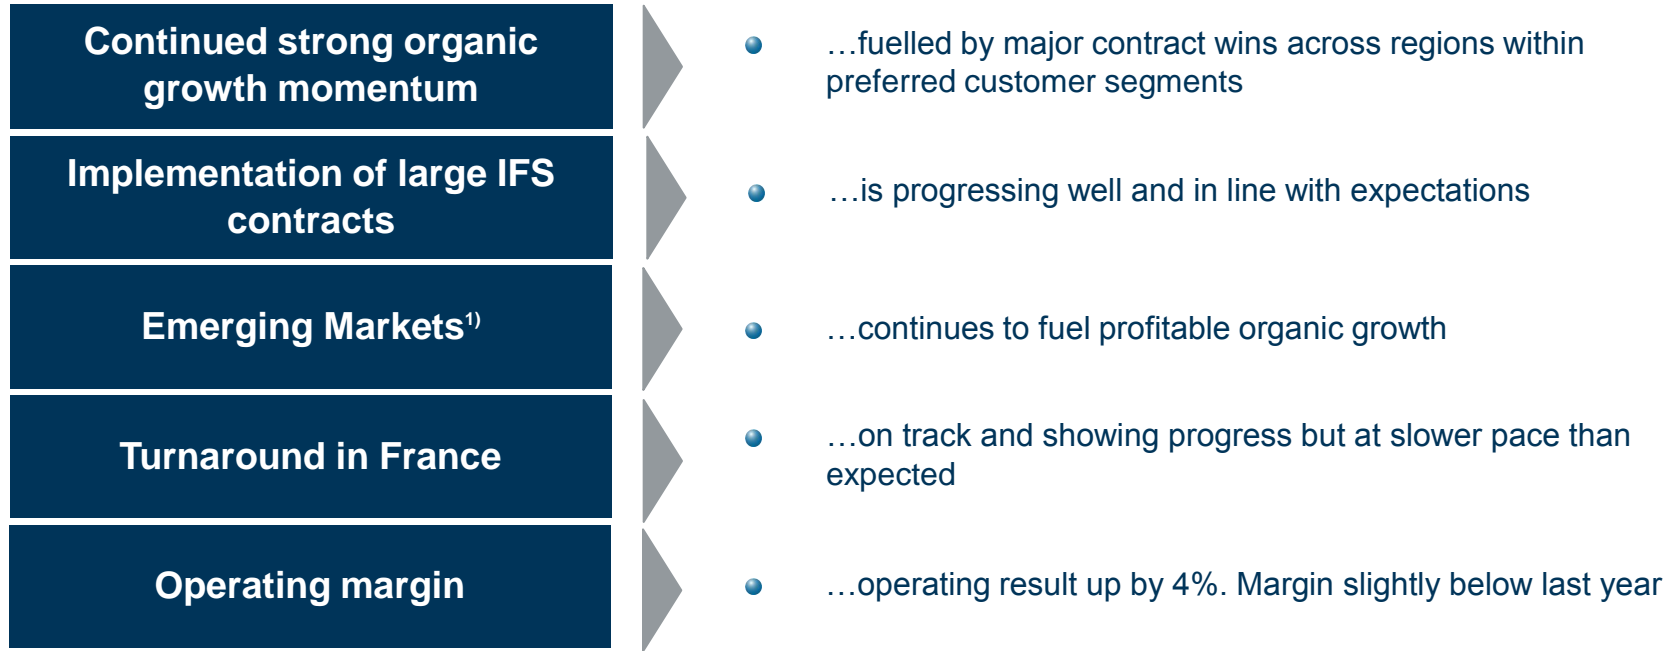 Continued strong organic
growth momentum
…fuelled by major contract wins across regions within
preferred customer segments
Implementation of large IFS
contracts
…is progressing well and in line with expectations
Emerging Markets¹⁾
…continues to fuel profitable organic growth
Turnaround in France
…on track and showing progress but at slower pace than
expected
Operating margin
…operating result up by 4%. Margin slightly below last year